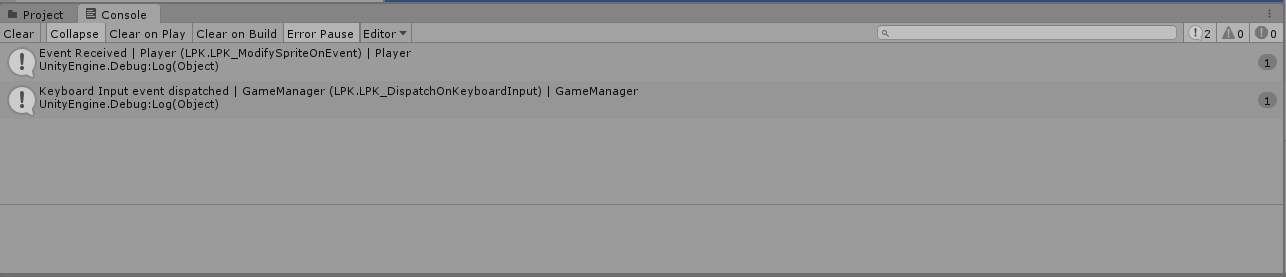 Project Console
Clear Collapse Clear on Play Clear on Build Error Pause Editor 2 0 0
Event Received | Player (LPK.LPK_ModifySpriteOnEvent) | Player
UnityEngine.Debug:Log(Object)
1
Keyboard Input event dispatched | GameManager (LPK.LPK_DispatchOnKeyboardInput) | GameManager
UnityEngine.Debug:Log(Object)
1